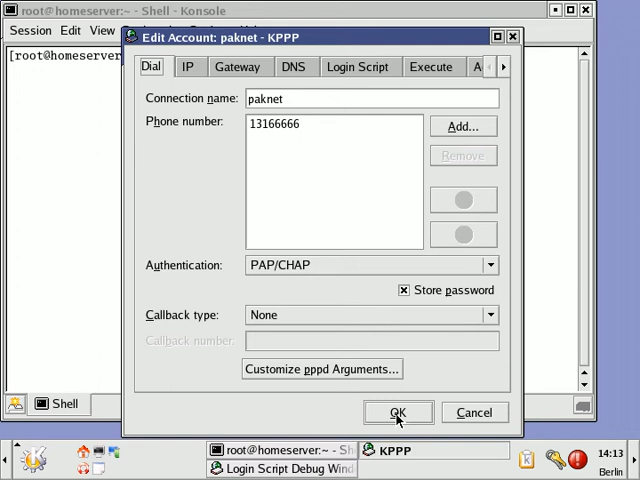 root@homeserver:~ - Shell - Konsole
Session Edit View
[root@homeserver
Edit Account: paknet - KPPP
Dial IP Gateway DNS Login Script Execute
Connection name: paknet
Phone number: 13166666
Add...
Remove
Authentication: PAP/CHAP
Store password
Callback type: None
Callback number:
Customize pppd Arguments...
OK Cancel
Shell
root@homeserver:~ - Sh KPPP
Login Script Debug Wind
14:13
Berlin